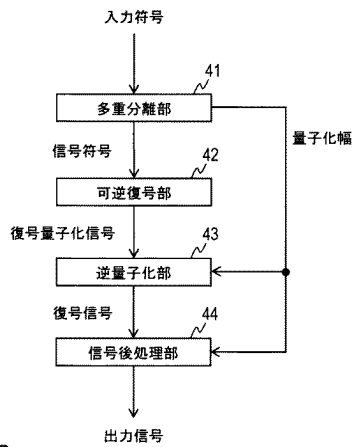 入力符号
41
多重分離部
量子化幅
信号符号
42
可逆復号部
復号量子化信号
43
逆量子化部
復号信号
44
信号後処理部
出力信号